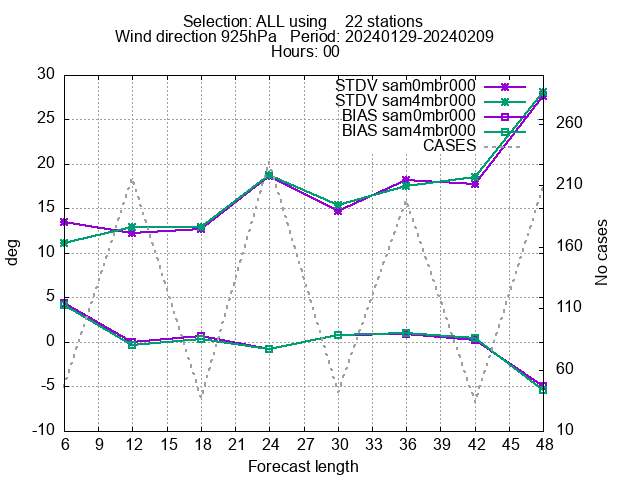 Selection: ALL using    22 stations
Wind direction 925hPa   Period: 20240129-20240209
Hours: 00
STDV sam0mbr000
STDV sam4mbr000
BIAS sam0mbr000
BIAS sam4mbr000
CASES
30
25
20
15
10
5
0
-5
-10
deg
260
210
160
110
60
10
No cases
6 9 12 15 18 21 24 27 30 33 36 39 42 45 48
Forecast length